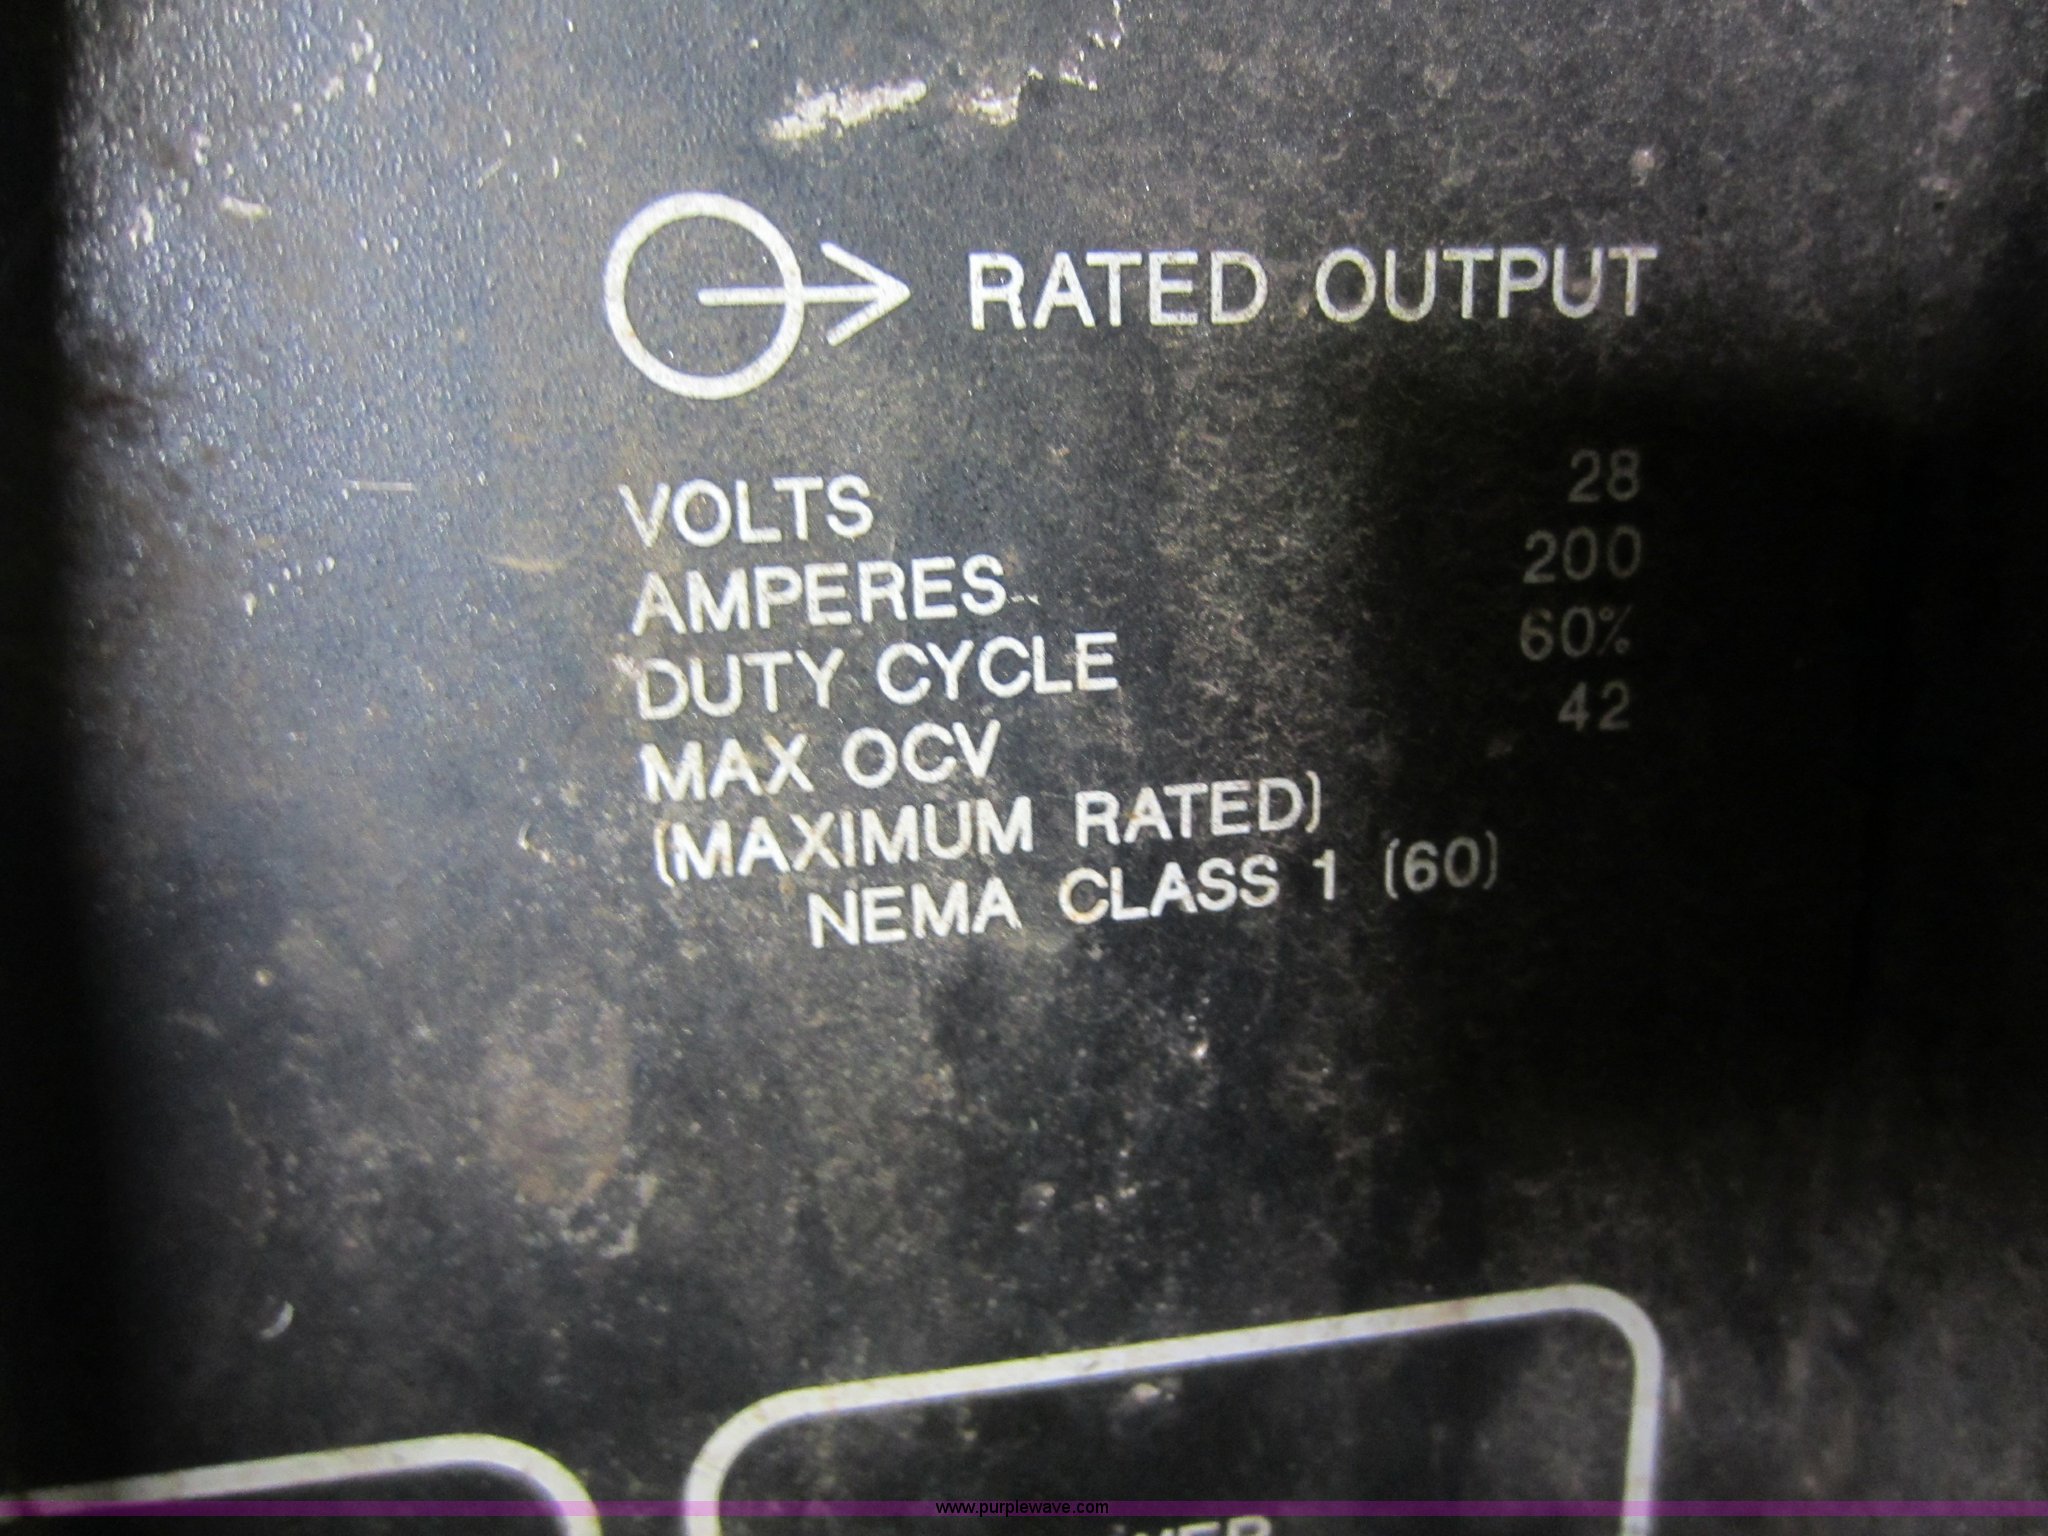 RATED OUTPUT
VOLTS 28
AMPERES 200
DUTY CYCLE 60%
MAX OCV 42
(MAXIMUM RATED)
NEMA CLASS 1 (60)
www.purplewave.com